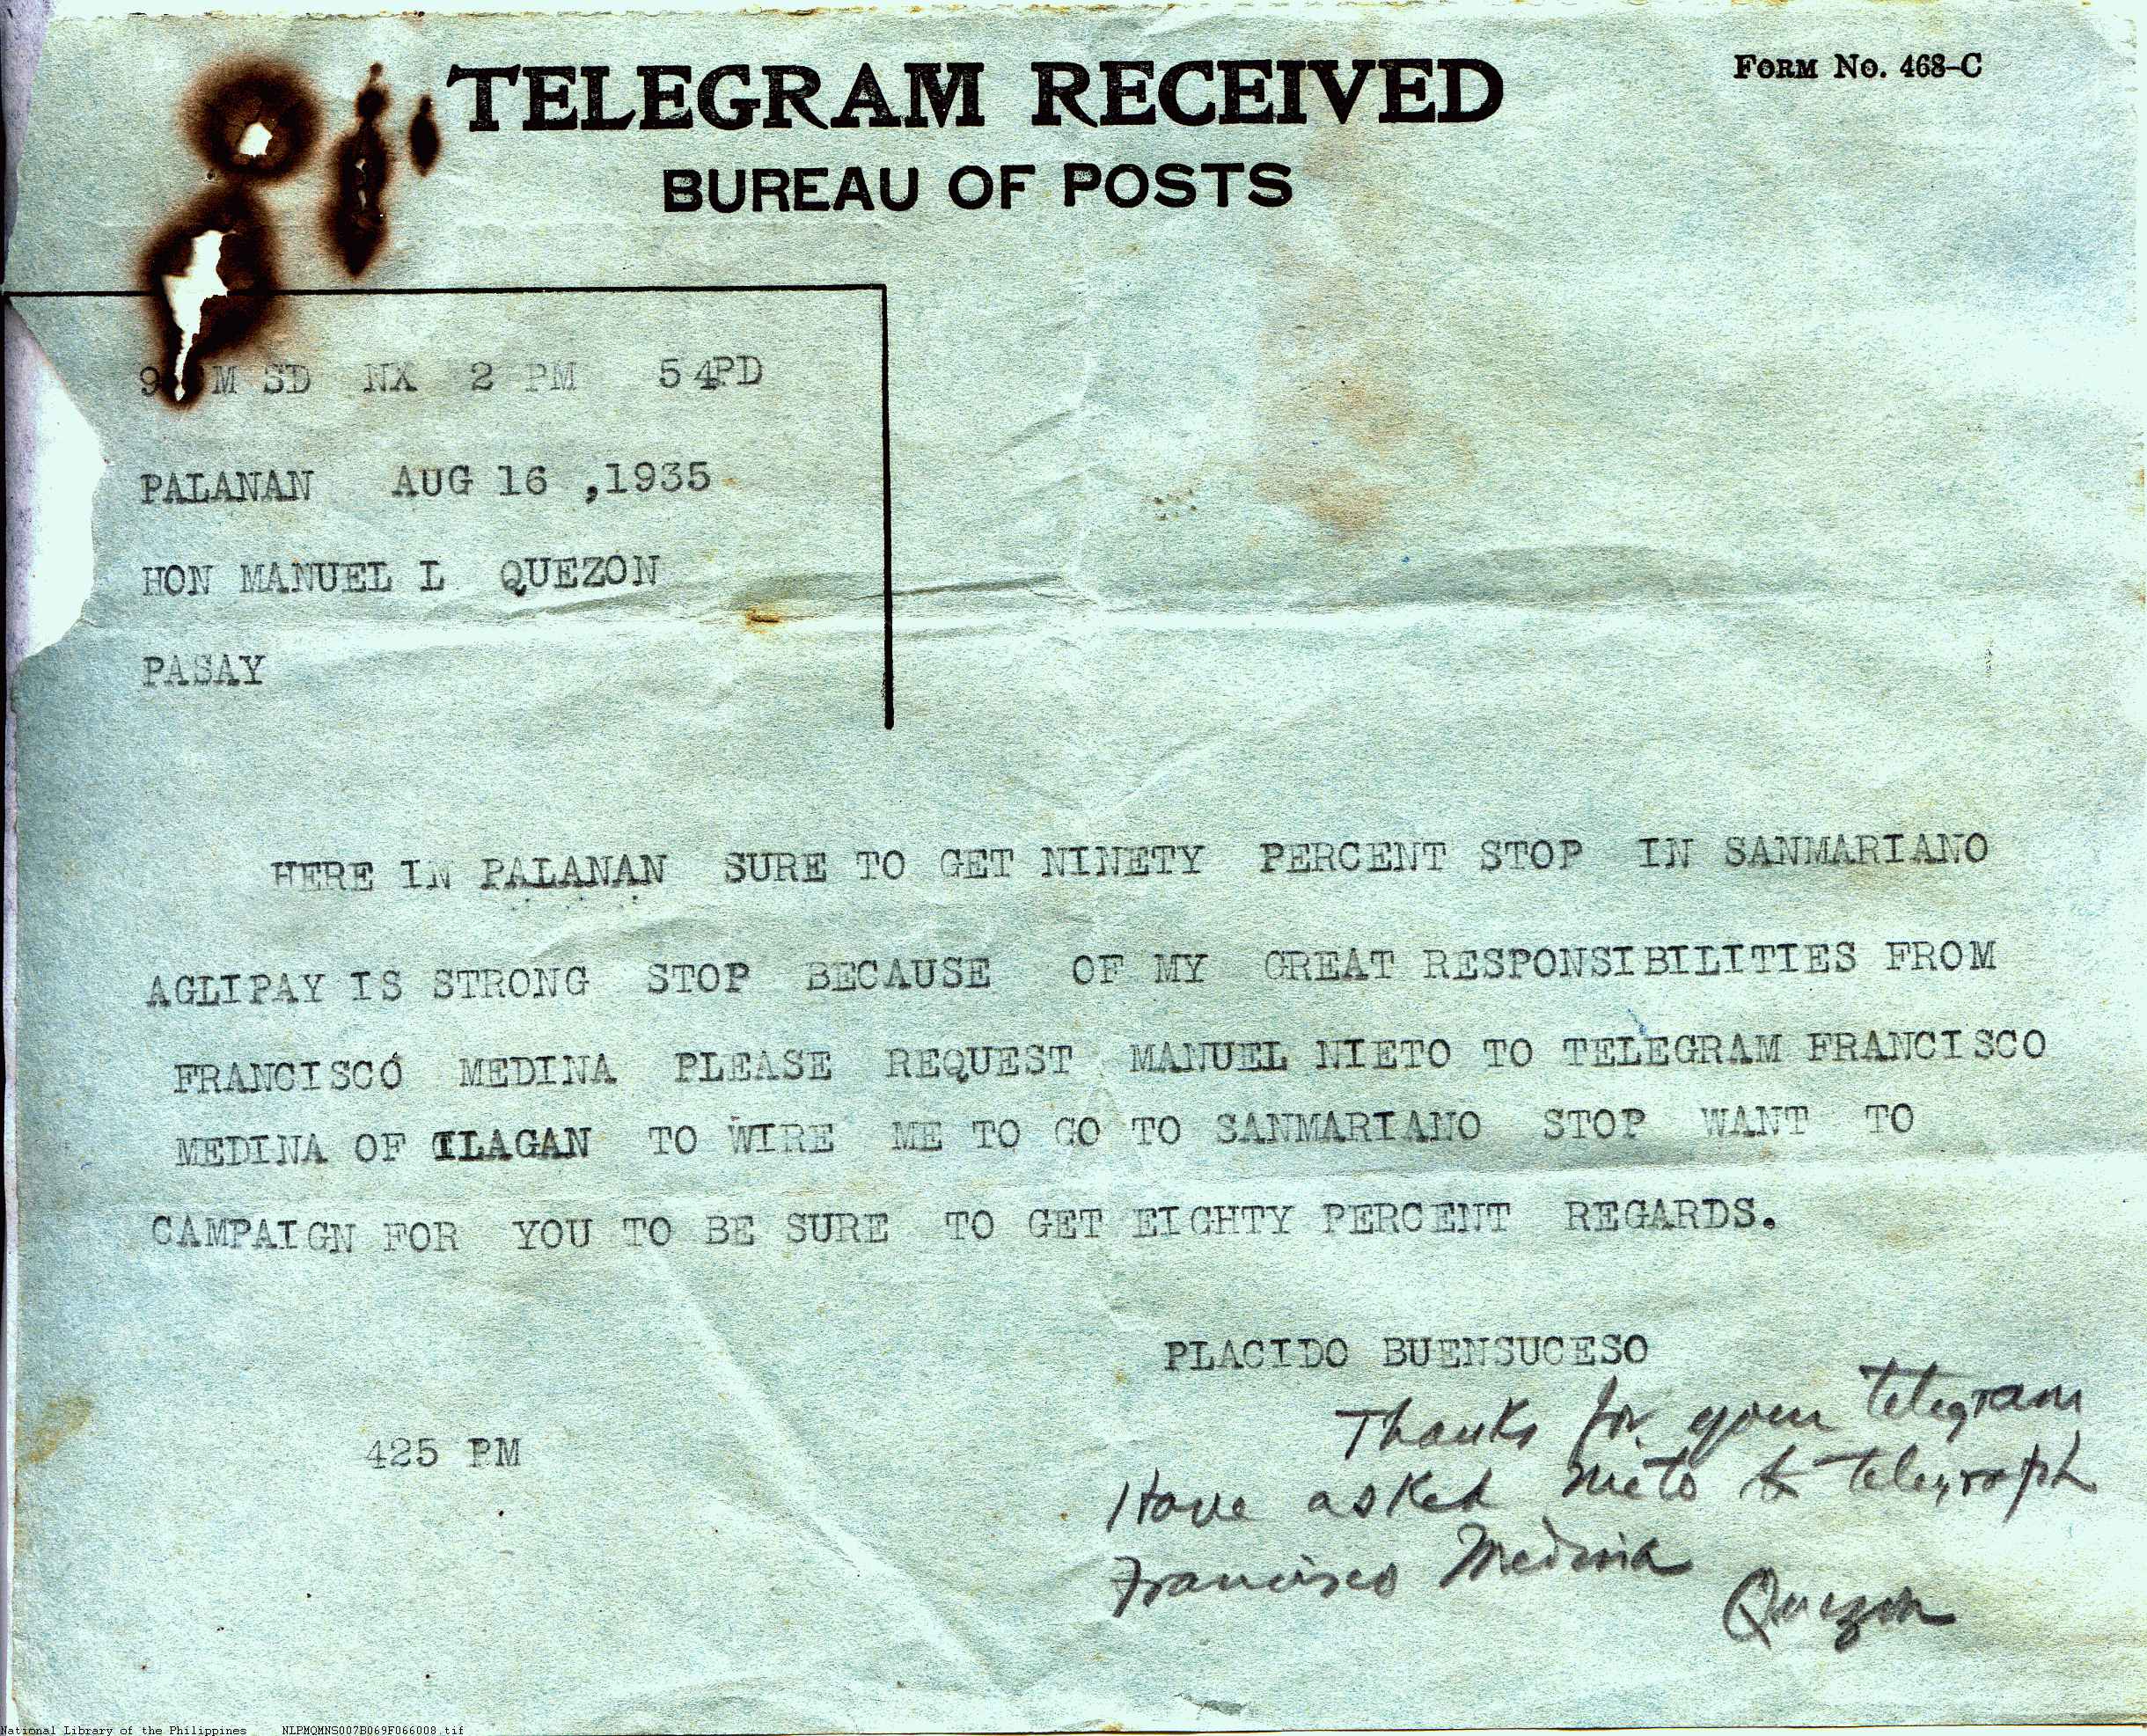 FORM NO. 468-C
TELEGRAM RECEIVED
BUREAU OF POSTS
M SD NX 2 PM 54PD
PALANAN AUG 16 ,1935
HON MANUEL L QUEZON
PASAY
HERE IN PALANAN SURE TO GET NINETY PERCENT STOP IN SANMARIANO
AGLIPAY IS STRONG STOP BECAUSE OF MY GREAT RESPONSIBILITIES FROM
FRANCISCO MEDINA PLEASE REQUEST MANUEL NIETO TO TELEGRAM FRANCISCO
MEDINA OF ILAGAN TO WIRE ME TO GO TO SANMARIANO STOP WANT TO
CAMPAIGN FOR YOU TO BE SURE TO GET EIGHTY PERCENT REGARDS.
PLACIDO BUENSUCESO
425 PM
Thanks for your telegram
Have asked Nieto to telegraph
Francisco Medina
Quezon
National Library of the Philippines NLPMQMNS007B069F066008.tif